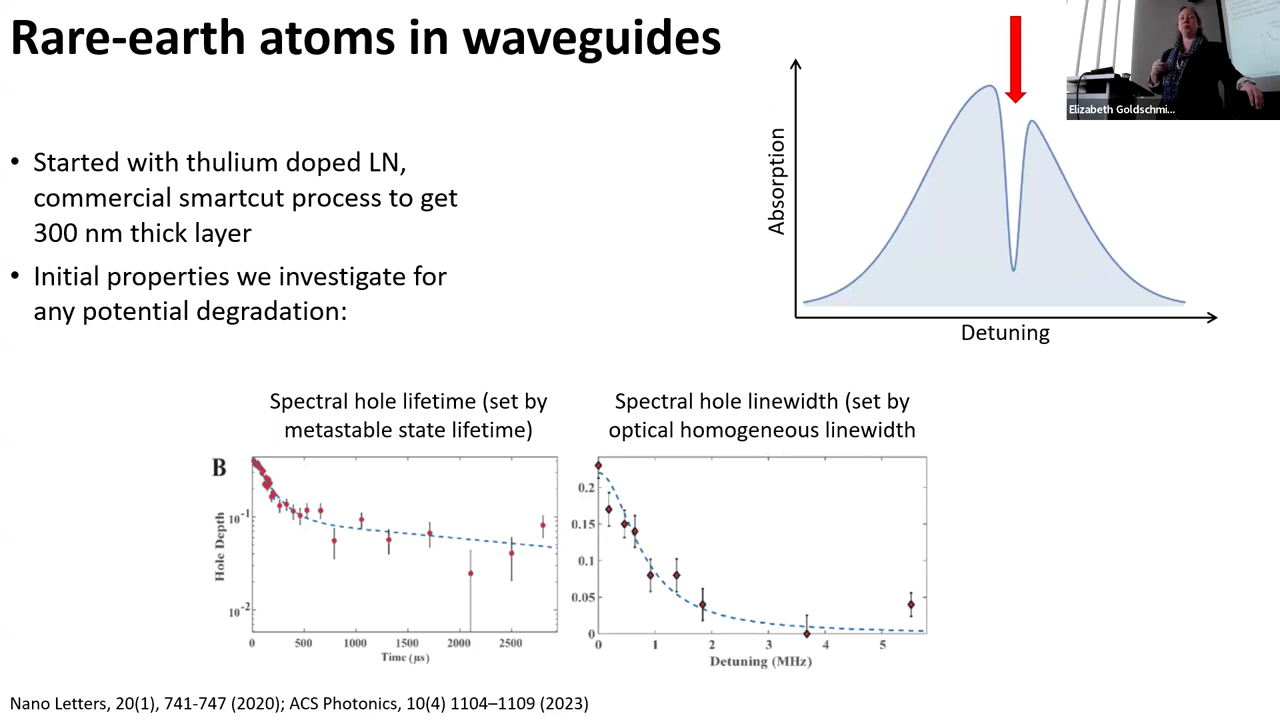 Rare-earth atoms in waveguides
Elizabeth Goldschmi...
• Started with thulium doped LN,
commercial smartcut process to get
300 nm thick layer
• Initial properties we investigate for
any potential degradation:
Absorption
Detuning
Spectral hole lifetime (set by
metastable state lifetime)
Spectral hole linewidth (set by
optical homogeneous linewidth
B
Hole Depth
10-1
10-2
0 500 1000 1500 2000 2500
Time (μs)
0.2
0.15
0.1
0.05
0
0 1 2 3 4 5
Detuning (MHz)
Nano Letters, 20(1), 741-747 (2020); ACS Photonics, 10(4) 1104–1109 (2023)